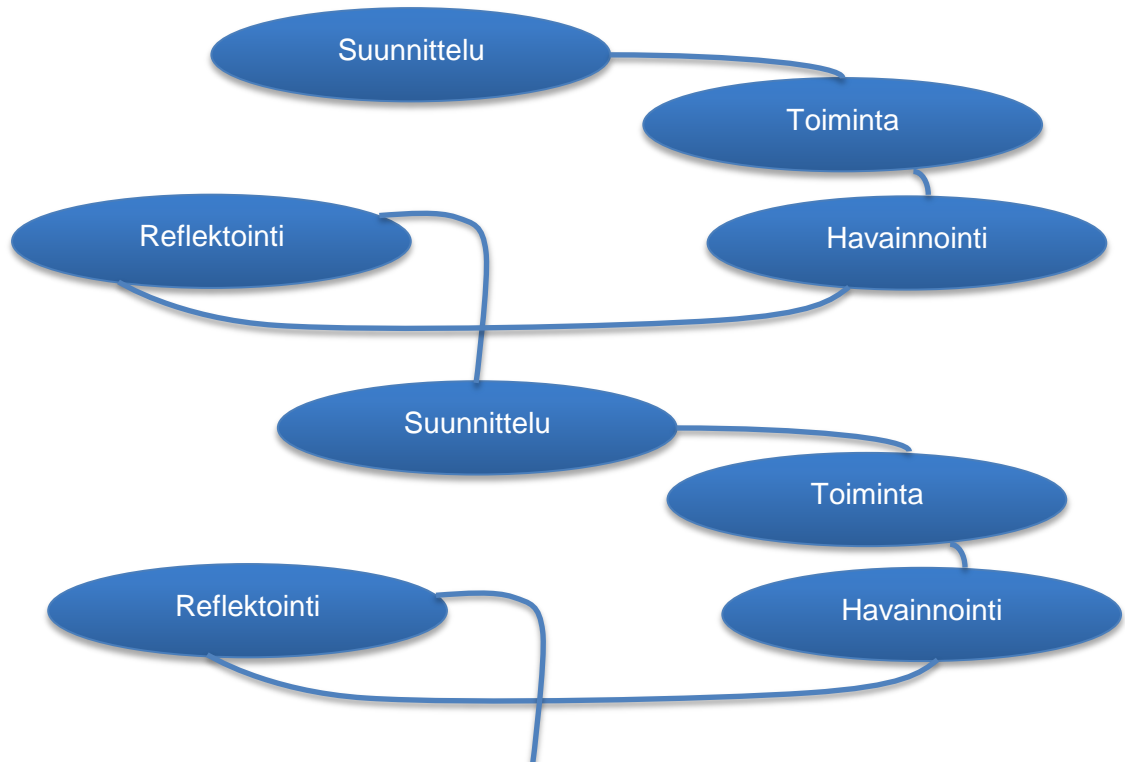 Suunnittelu
Toiminta
Havainnointi
Reflektointi
Suunnittelu
Toiminta
Havainnointi
Reflektointi